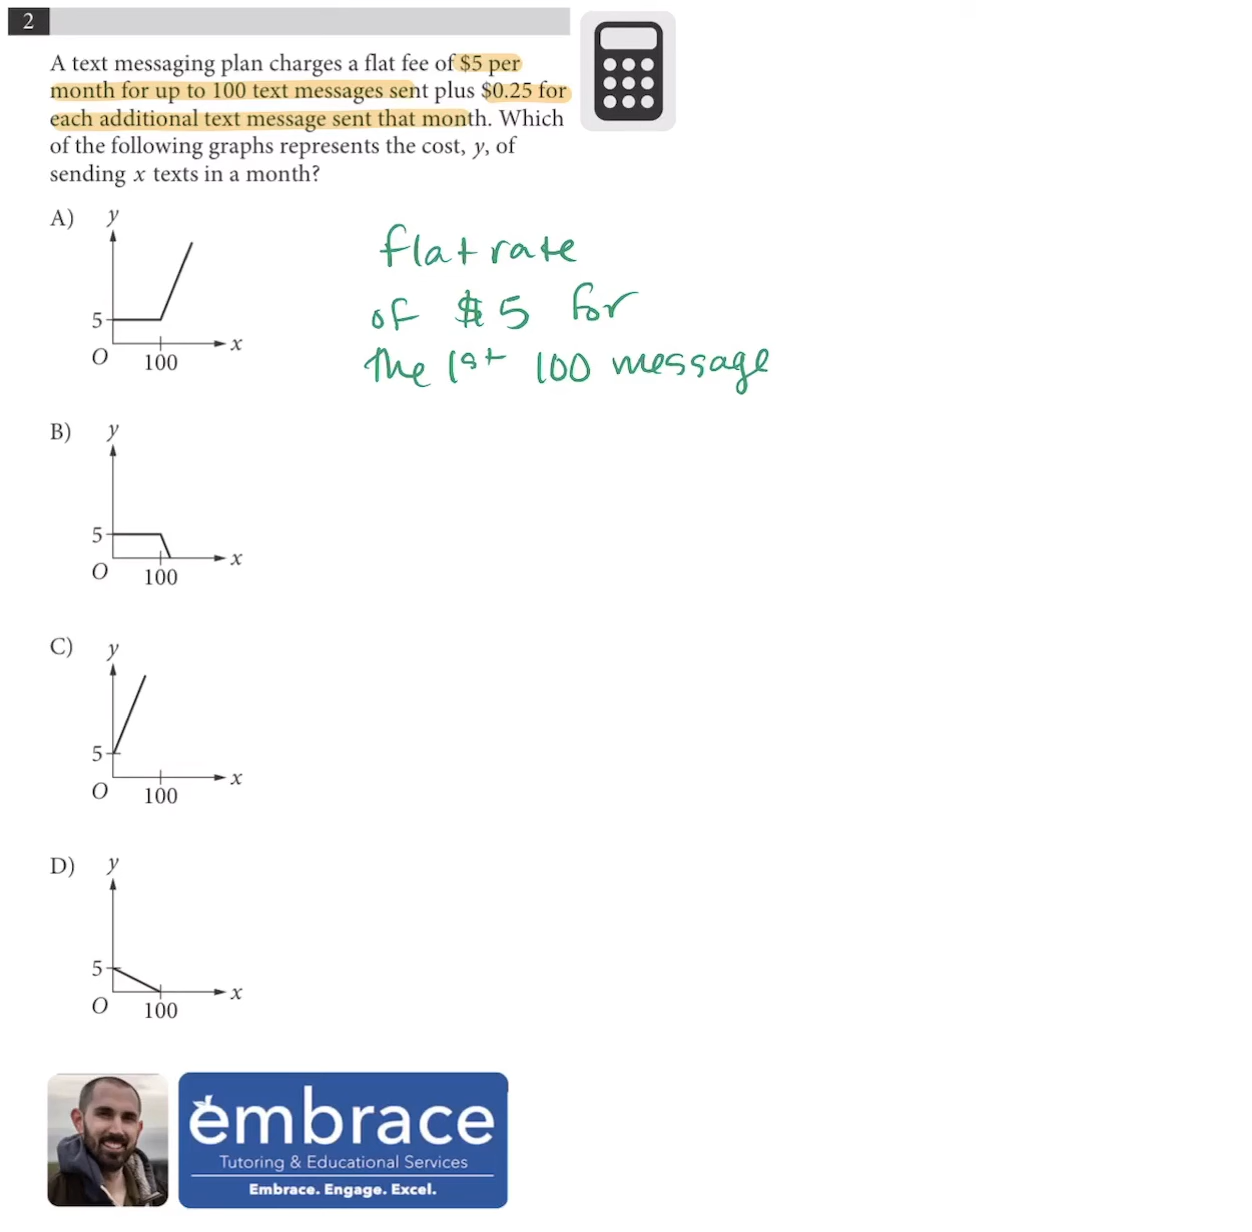 2
A text messaging plan charges a flat fee of $5 per
month for up to 100 text messages sent plus $0.25 for
each additional text message sent that month. Which
of the following graphs represents the cost, y, of
sending x texts in a month?
A) y
5
O 100 x
flat rate
of $5 for
the 1st 100 message
B) y
5
O 100 x
C) y
5
O 100 x
D) y
5
O 100 x
embrace
Tutoring & Educational Services
Embrace. Engage. Excel.